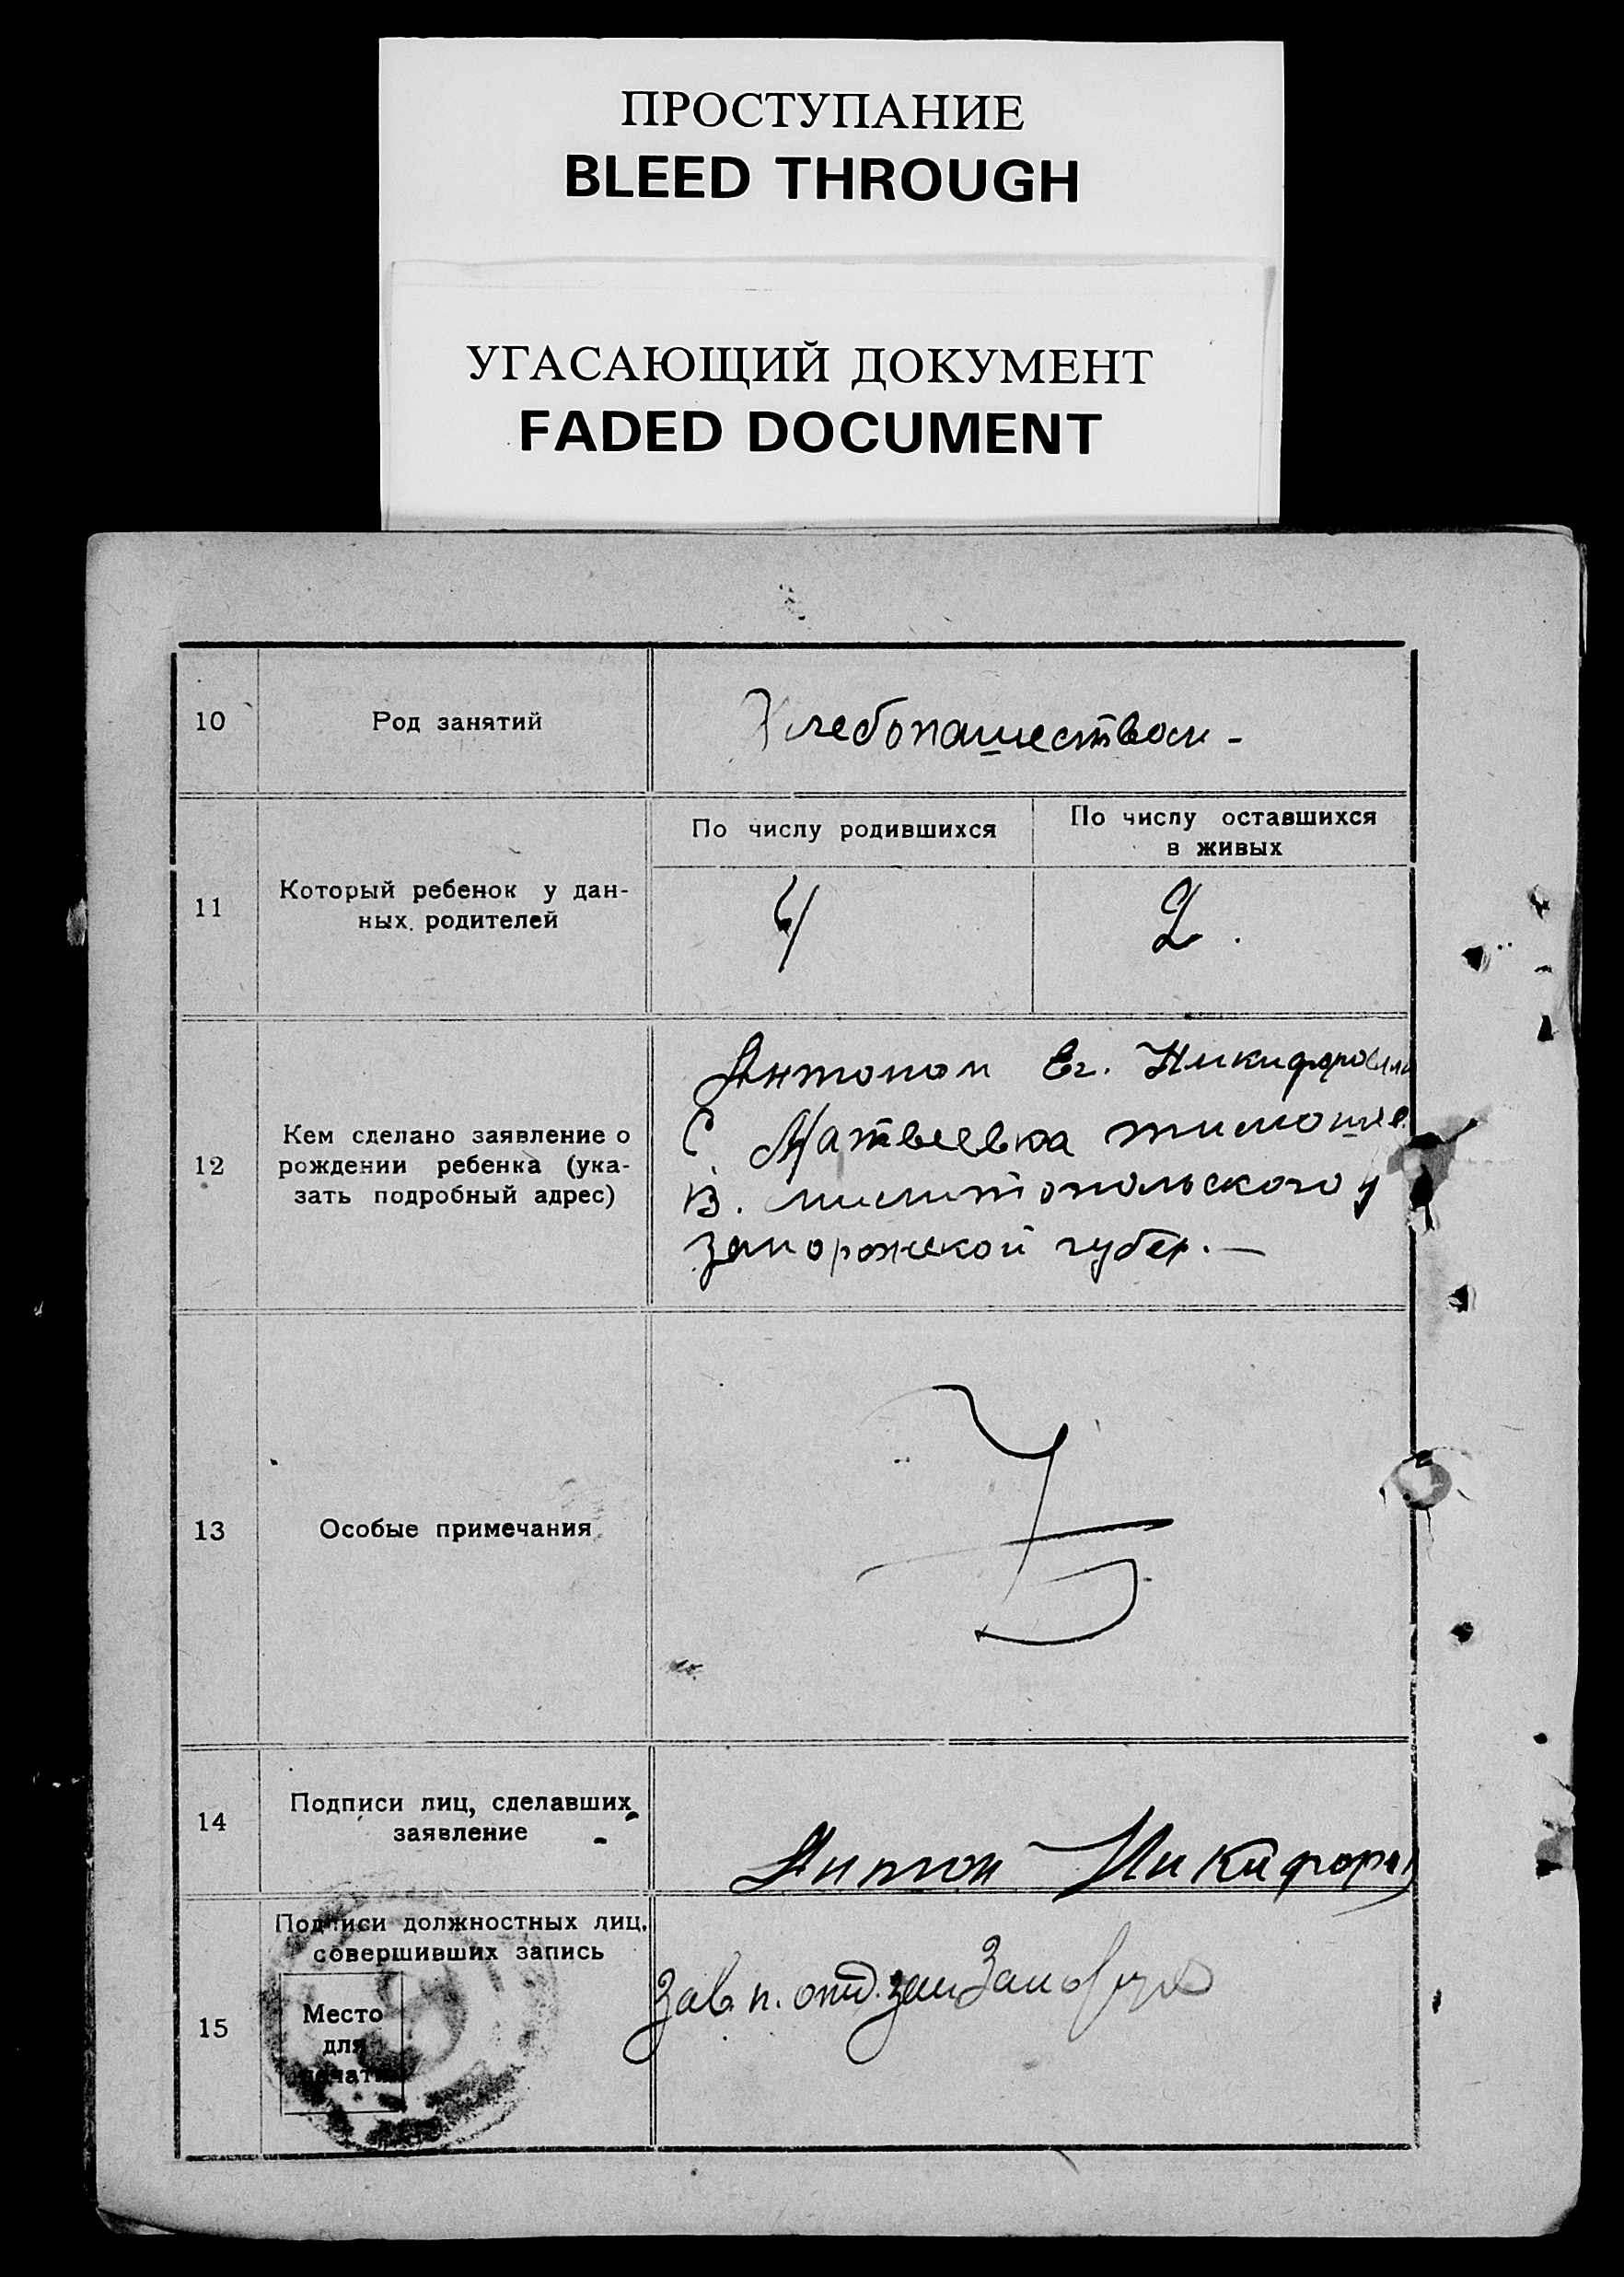 ПРОСТУПАНИЕ
BLEED THROUGH
УГАСАЮЩИЙ ДОКУМЕНТ
FADED DOCUMENT
10
Род занятий
Хлебопашеством -
11
Который ребенок у дан-
ных родителей
По числу родившихся
4
По числу оставшихся
в живых
2.
12
Кем сделано заявление о
рождении ребенка (ука-
зать подробный адрес)
Антоном Ег. Никифоровым
С Матвеевка тимошев.
В. мелитопольского у
запорожской губер. —
13
Особые примечания
14
Подписи лиц, сделавших
заявление
Антон Никифоров
15
Подписи должностных лиц,
совершивших запись
Место
для
печати
Зав. п. отд. зап